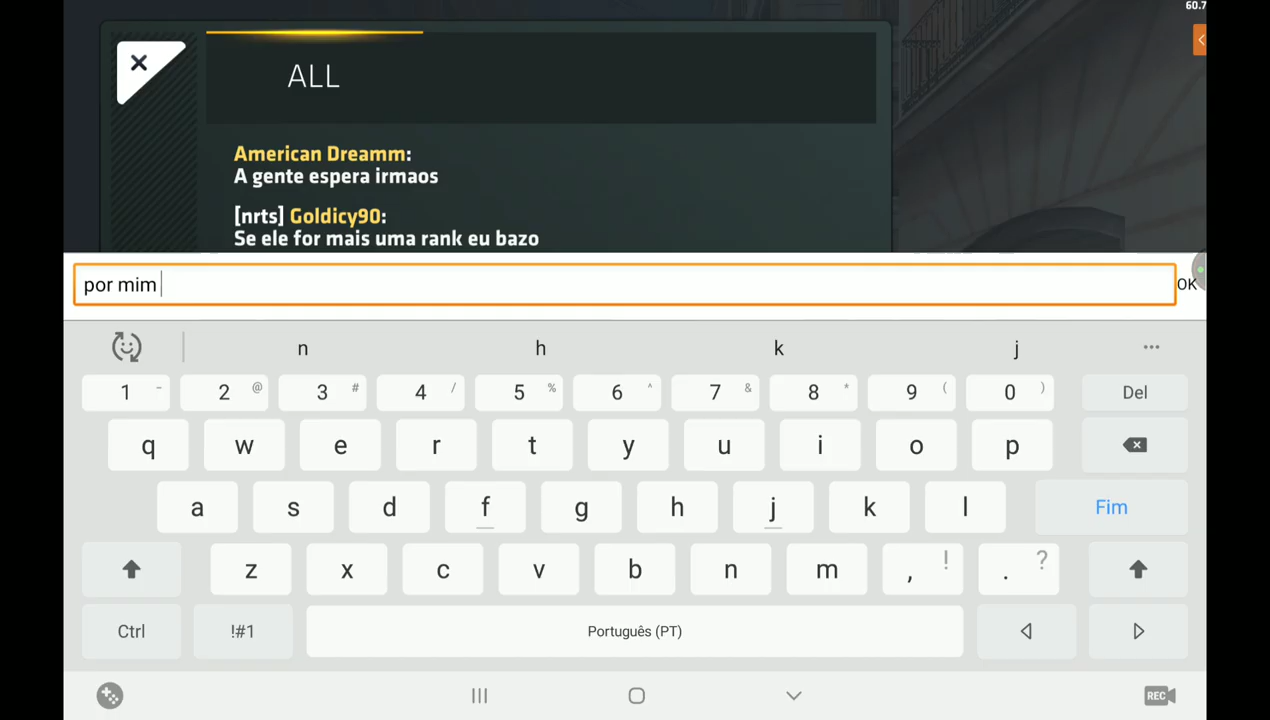 60.7
ALL
American Dreamm:
A gente espera irmaos
[nrts] Goldicy90:
Se ele for mais uma rank eu bazo
por mim
OK
n h k j ...
1 - 2 @ 3 # 4 / 5 % 6 ^ 7 & 8 * 9 ( 0 ) Del
q w e r t y u i o p
a s d f g h j k l Fim
z x c v b n m , ! . ?
Ctrl !#1 Português (PT)
REC